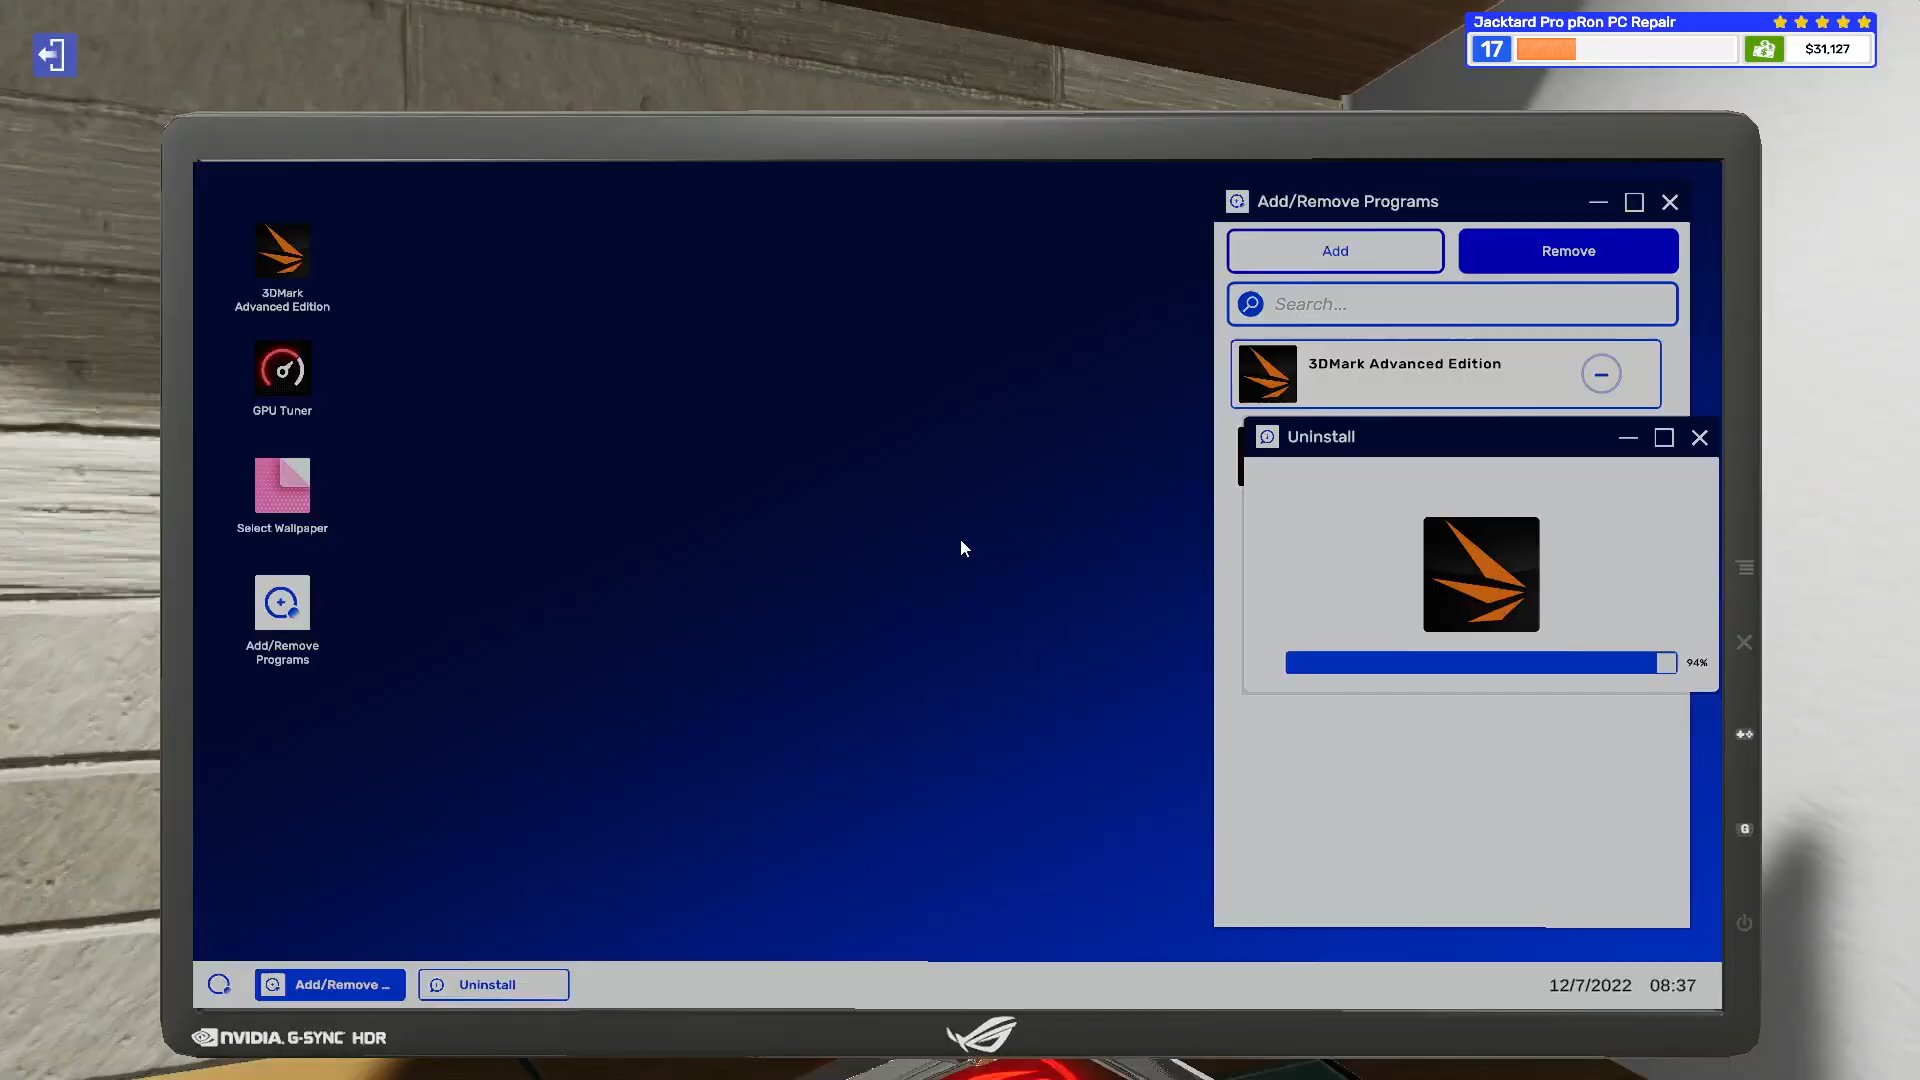 Jacktard Pro pRon PC Repair
17
$31,127
3DMark
Advanced Edition
GPU Tuner
Select Wallpaper
Add/Remove
Programs
Add/Remove Programs
Add
Remove
Search...
3DMark Advanced Edition
Uninstall
94%
G
Add/Remove ...
Uninstall
12/7/2022 08:37
NVIDIA. G-SYNC HDR